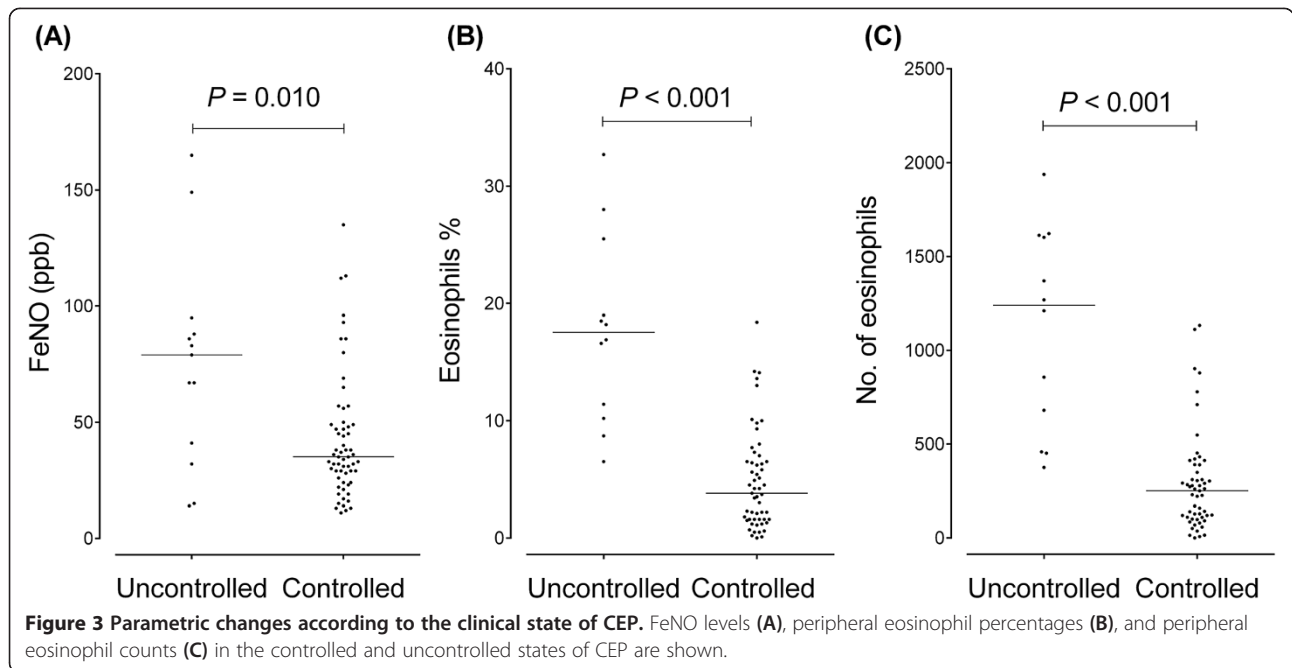 (A)
(B)
(C)
P = 0.010
P < 0.001
P < 0.001
FeNO (ppb)
200
150
100
50
0
Eosinophils %
40
30
20
10
0
No. of eosinophils
2500
2000
1500
1000
500
0
Uncontrolled Controlled
Uncontrolled Controlled
Uncontrolled Controlled
Figure 3 Parametric changes according to the clinical state of CEP. FeNO levels (A), peripheral eosinophil percentages (B), and peripheral
eosinophil counts (C) in the controlled and uncontrolled states of CEP are shown.